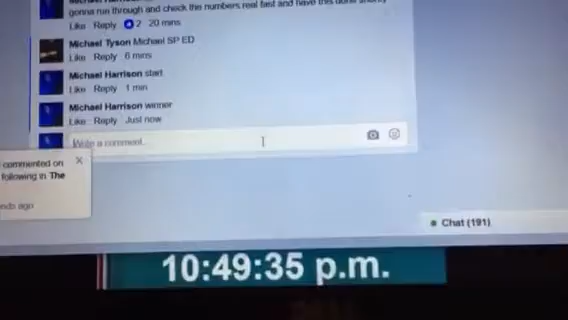 gonna run through and check the numbers real fast and have this done shortly
Like Reply 2 20 mins
Michael Tyson Michael SP ED
Like Reply 6 mins
Michael Harrison start
Like Reply 1 min
Michael Harrison winner
Like Reply Just now
Write a comment...
commented on
following in The
nds ago
Chat (191)
10:49:35 p.m.